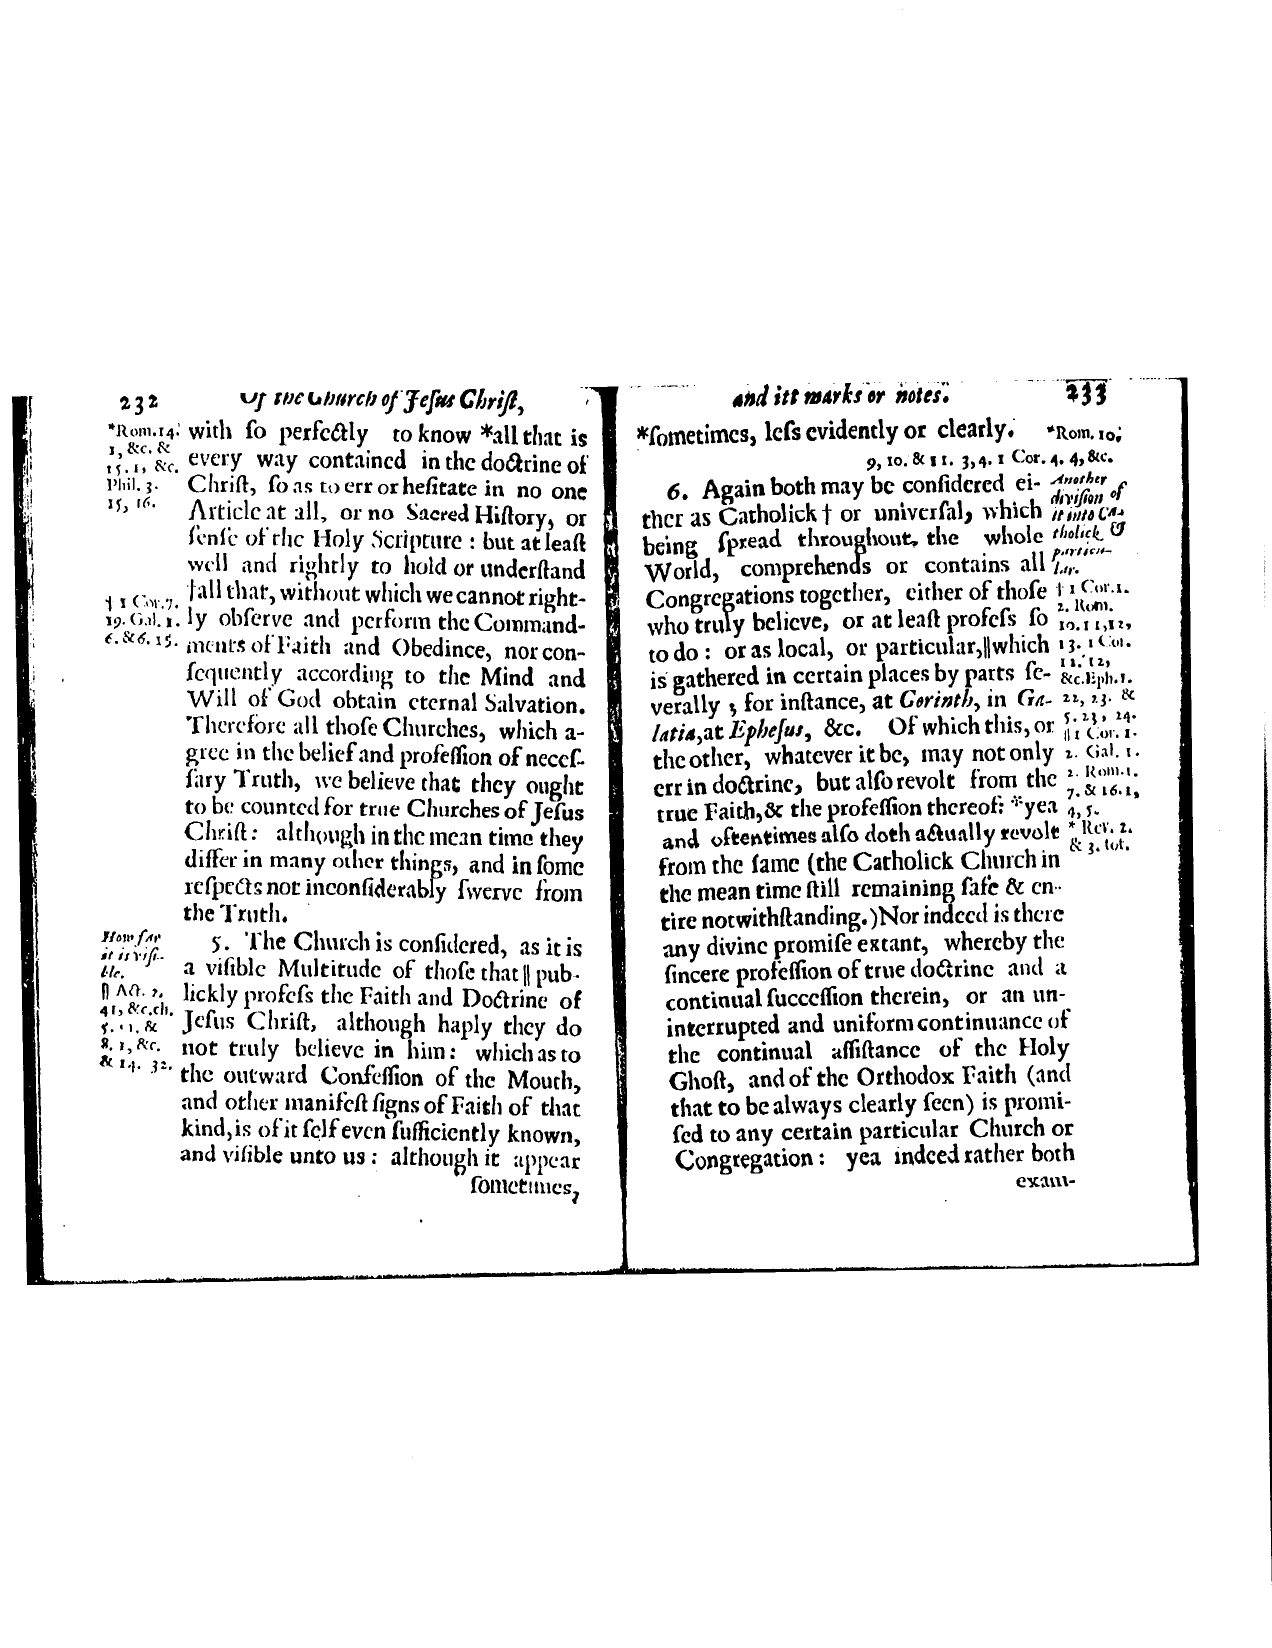 232 Of the Church of Jeſus Chriſt,
*Rom. 14.
1, &c. &
15. 1, &c.
Phil. 3.
15, 16.
† 1 Cor. 7.
19. Gal. 1.
6. &6. 15.
How far
it is viſi-
ble.
|| Act. 2.
41, &c. ch.
5. 11. &
8. 1, &c.
& 14. 32.
with ſo perfectly to know *all that is
every way contained in the doctrine of
Chriſt, ſo as to err or heſitate in no one
Article at all, or no Sacred Hiſtory, or
ſenſe of the Holy Scripture : but at leaſt
well and rightly to hold or underſtand
†all that, without which we cannot right-
ly obſerve and perform the Command-
ments of Faith and Obedince, nor con-
ſequently according to the Mind and
Will of God obtain eternal Salvation.
Therefore all thoſe Churches, which a-
gree in the belief and profeſſion of neceſ-
ſary Truth, we believe that they ought
to be counted for true Churches of Jeſus
Chriſt : although in the mean time they
differ in many other things, and in ſome
reſpects not inconſiderably ſwerve from
the Truth.
5. The Church is conſidered, as it is
a viſible Multitude of thoſe that || pub-
lickly profeſs the Faith and Doctrine of
Jeſus Chriſt, although haply they do
not truly believe in him : which as to
the outward Confeſſion of the Mouth,
and other manifeſt ſigns of Faith of that
kind, is of it ſelf even ſufficiently known,
and viſible unto us : although it appear
ſometimes,
and itt marks or notes. 233
*ſometimes, leſs evidently or clearly. *Rom. 10.
9, 10. & 11. 3,4. 1 Cor. 4. 4, &c.
6. Again both may be conſidered ei-
ther as Catholick † or univerſal, which
being ſpread throughout, the whole
World, comprehends or contains all
Congregations together, either of thoſe
who truly believe, or at leaſt profeſs ſo
to do : or as local, or particular,||which
is gathered in certain places by parts ſe-
verally ; for inſtance, at Corinth, in Ga-
latia, at Epheſus, &c. Of which this, or
the other, whatever it be, may not only
err in doctrine, but alſo revolt from the
true Faith,& the profeſſion thereof: *yea
and oftentimes alſo doth actually revolt
from the ſame (the Catholick Church in
the mean time ſtill remaining ſafe & en-
tire notwithſtanding.) Nor indeed is there
any divine promiſe extant, whereby the
ſincere profeſſion of true doctrine and a
continual ſucceſſion therein, or an un-
interrupted and uniform continuance of
the continual aſſiſtance of the Holy
Ghoſt, and of the Orthodox Faith (and
that to be always clearly ſeen) is promi-
ſed to any certain particular Church or
Congregation : yea indeed rather both
exam-
Another
diviſion of
it into Ca-
tholick &
particu-
lar.
† 1 Cor. 1.
2. Rom.
10. 11,12,
13. 1 Cor.
11. 12,
&c. Eph. 1.
22, 23. &
5. 23, 24.
|| 1 Cor. 1.
2. Gal. 1.
2. Rom. 1.
7. & 16. 1,
4, 5.
* Rev. 2.
& 3. tot.